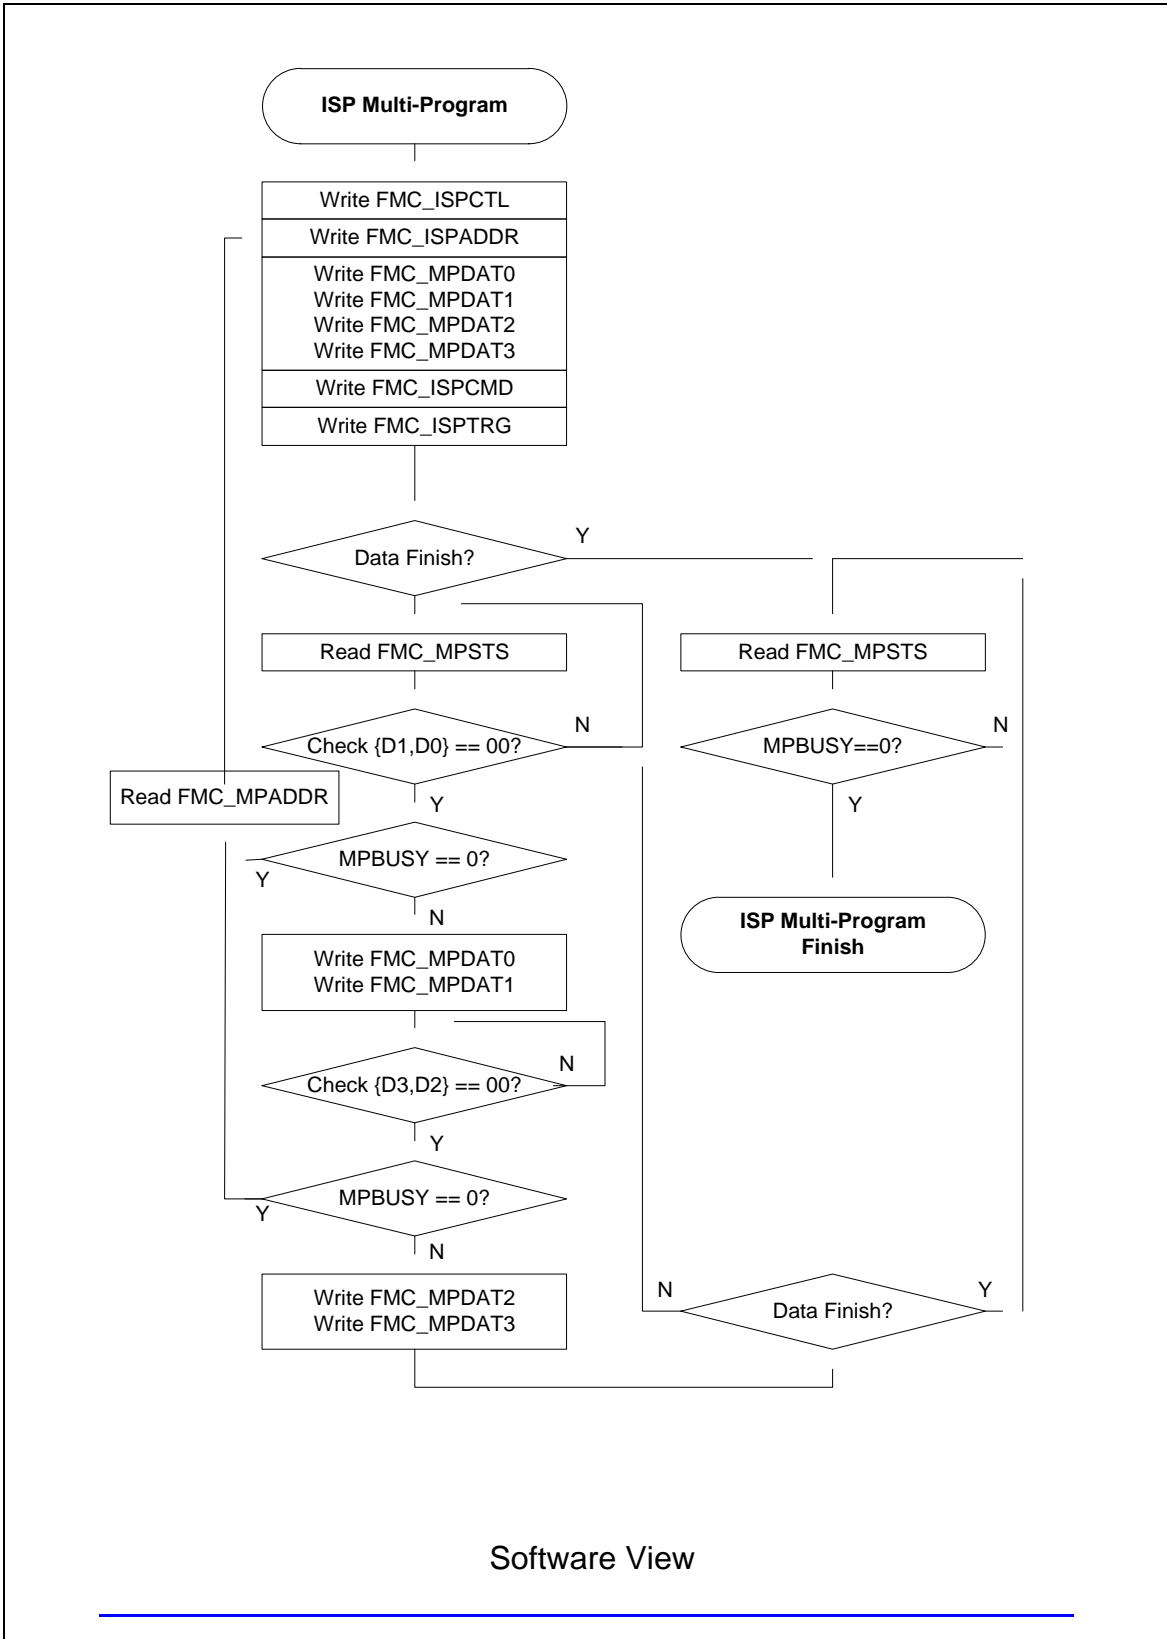 ISP Multi-Program
Write FMC_ISPCTL
Write FMC_ISPADDR
Write FMC_MPDAT0
Write FMC_MPDAT1
Write FMC_MPDAT2
Write FMC_MPDAT3
Write FMC_ISPCMD
Write FMC_ISPTRG
Data Finish?
Y
Read FMC_MPSTS
Read FMC_MPSTS
Check {D1,D0} == 00?
N
MPBUSY==0?
N
Read FMC_MPADDR
Y
Y
MPBUSY == 0?
Y
N
ISP Multi-Program
Finish
Write FMC_MPDAT0
Write FMC_MPDAT1
Check {D3,D2} == 00?
N
Y
MPBUSY == 0?
Y
N
Write FMC_MPDAT2
Write FMC_MPDAT3
N
Data Finish?
Y
Software View